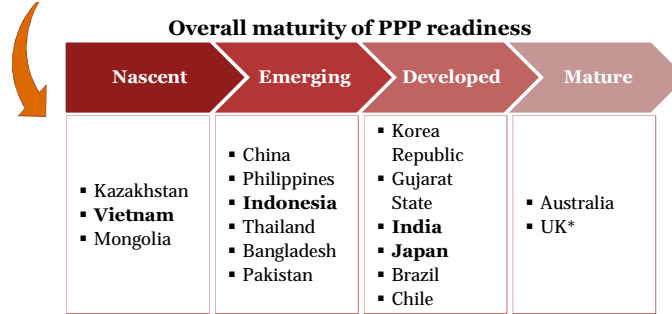 Overall maturity of PPP readiness
Nascent
Emerging
Developed
Mature
▪ Kazakhstan
▪ Vietnam
▪ Mongolia
▪ China
▪ Philippines
▪ Indonesia
▪ Thailand
▪ Bangladesh
▪ Pakistan
▪ Korea
Republic
▪ Gujarat
State
▪ India
▪ Japan
▪ Brazil
▪ Chile
▪ Australia
▪ UK*